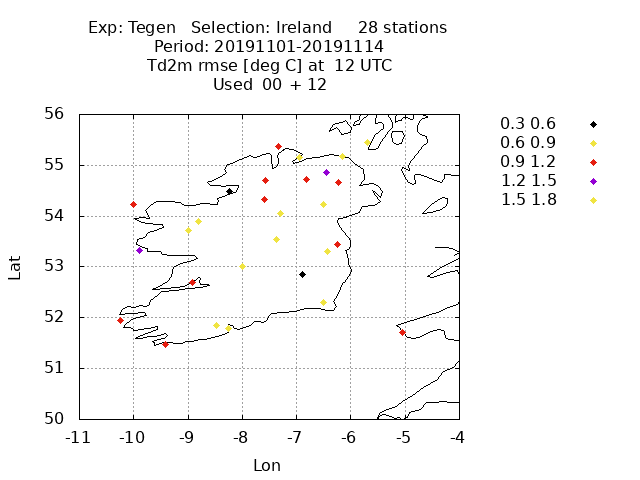 Exp: Tegen   Selection: Ireland     28 stations
Period: 20191101-20191114
Td2m rmse [deg C] at  12 UTC
Used  00 + 12
0.3 0.6
0.6 0.9
0.9 1.2
1.2 1.5
1.5 1.8
56
55
54
53
52
51
50
Lat
-11 -10 -9 -8 -7 -6 -5 -4
Lon